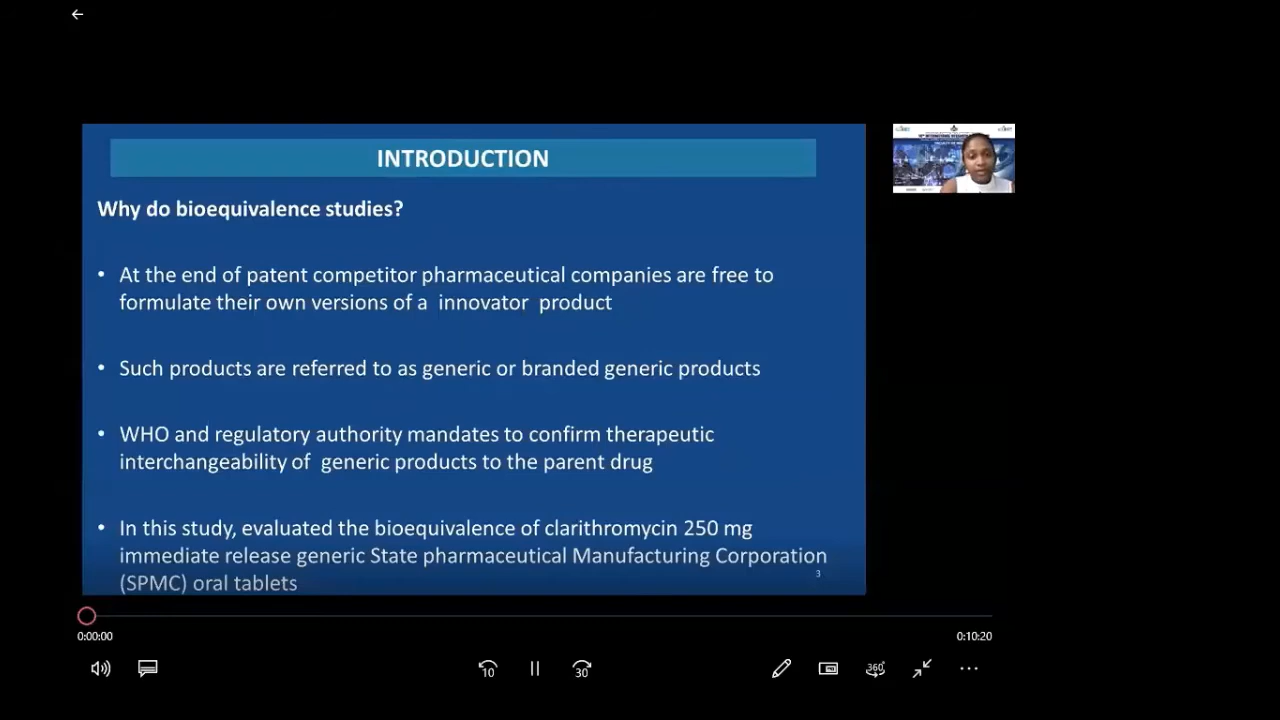 INTRODUCTION
Why do bioequivalence studies?
• At the end of patent competitor pharmaceutical companies are free to
formulate their own versions of a innovator product
• Such products are referred to as generic or branded generic products
• WHO and regulatory authority mandates to confirm therapeutic
interchangeability of generic products to the parent drug
• In this study, evaluated the bioequivalence of clarithromycin 250 mg
immediate release generic State pharmaceutical Manufacturing Corporation
(SPMC) oral tablets
3
0:00:00
0:10:20
10
30
360